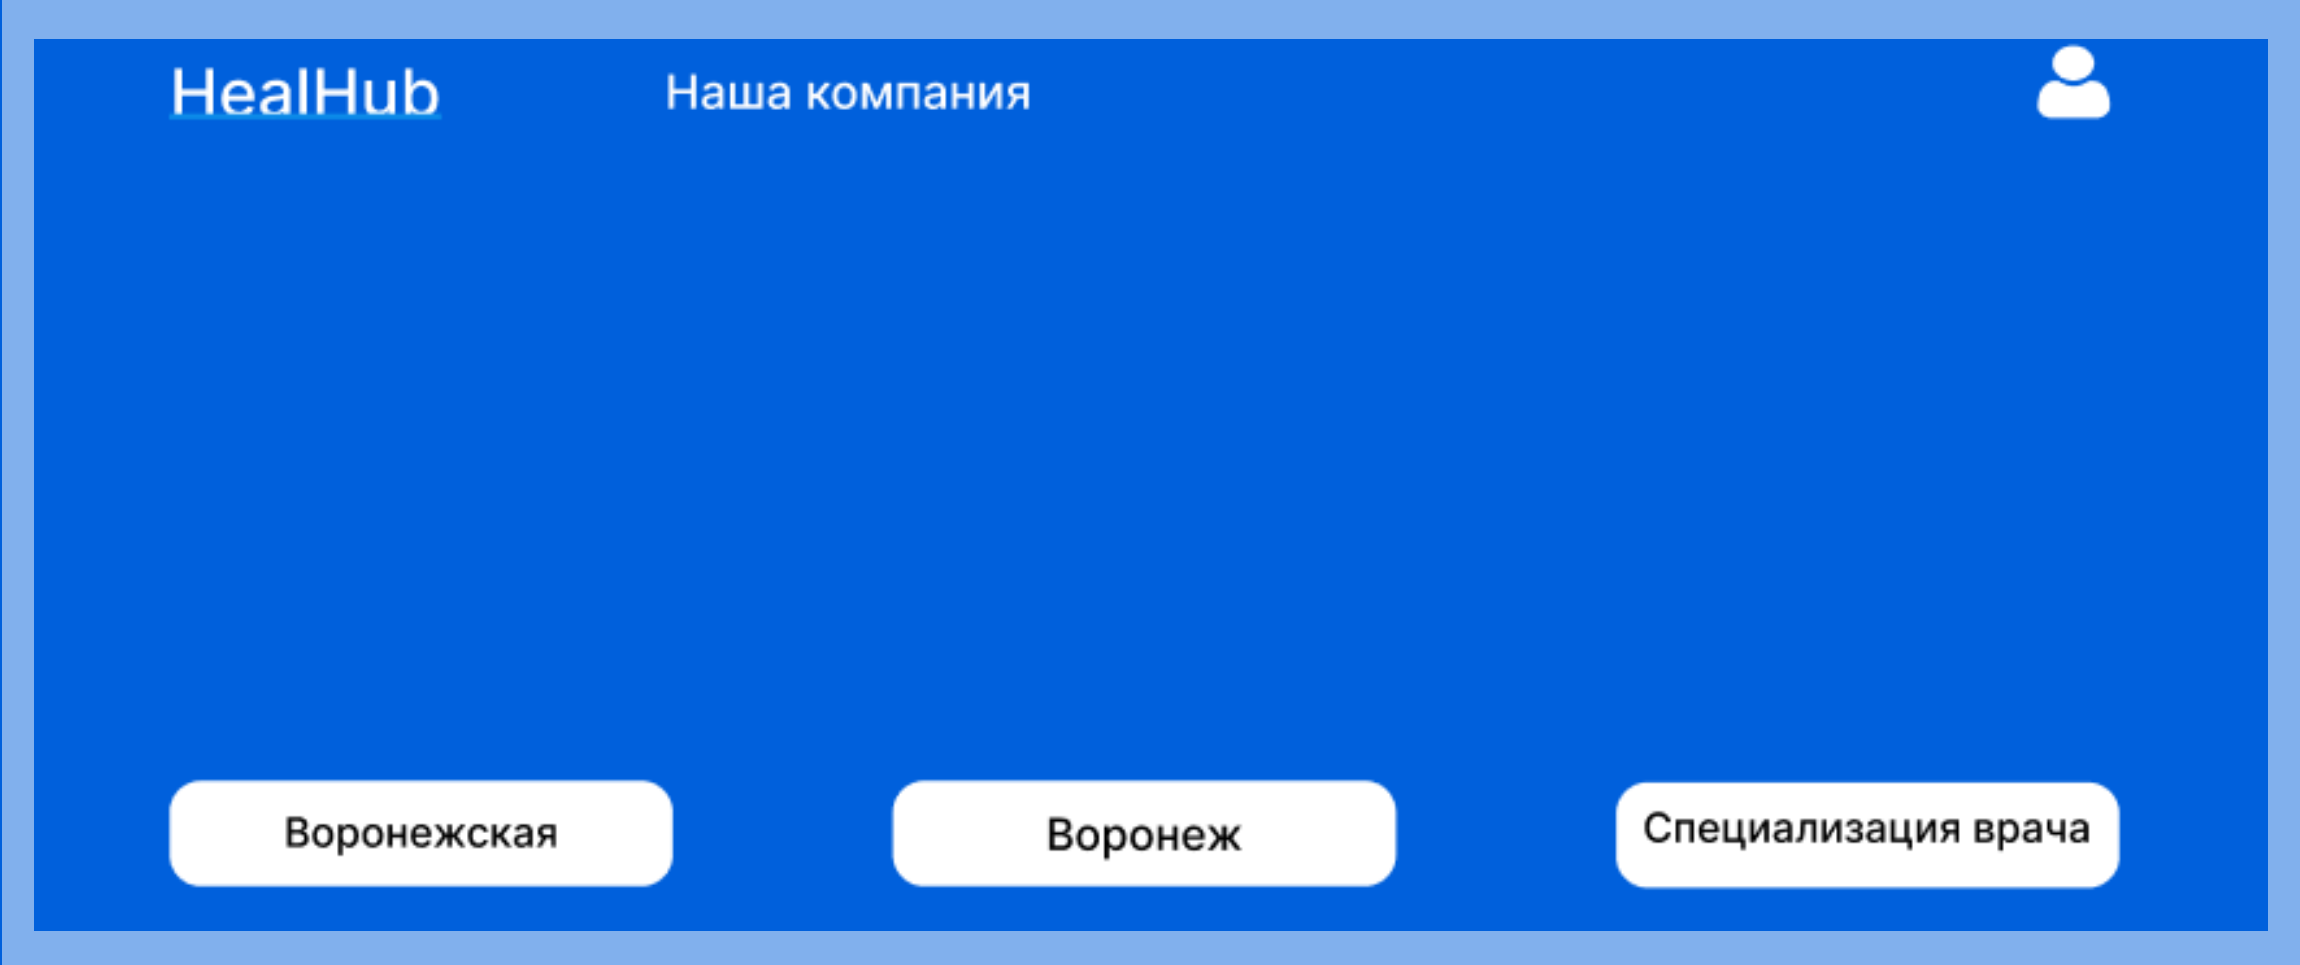 HealHub
Наша компания
Воронежская
Воронеж
Специализация врача